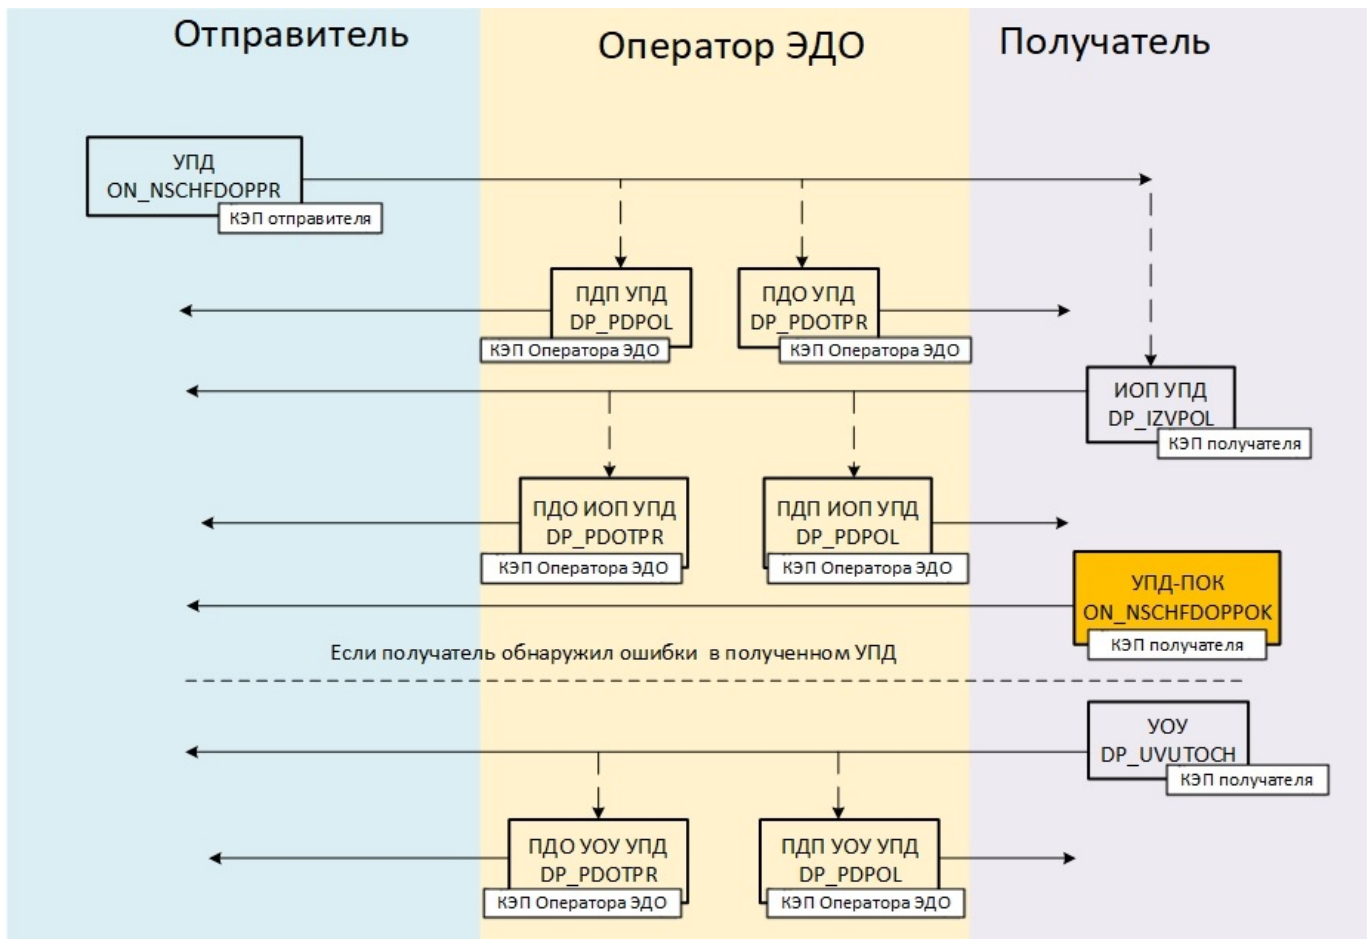 Отправитель
Оператор ЭДО
Получатель
УПД
ON_NSCHFDOPPR
КЭП отправителя
ПДП УПД
DP_PDPOL
КЭП Оператора ЭДО
ПДО УПД
DP_PDOTPR
КЭП Оператора ЭДО
ИОП УПД
DP_IZVPOL
КЭП получателя
ПДО ИОП УПД
DP_PDOTPR
КЭП Оператора ЭДО
ПДП ИОП УПД
DP_PDPOL
КЭП Оператора ЭДО
УПД-ПОК
ON_NSCHFDOPPOK
КЭП получателя
Если получатель обнаружил ошибки в полученном УПД
УОУ
DP_UVUTOCH
КЭП получателя
ПДО УОУ УПД
DP_PDOTPR
КЭП Оператора ЭДО
ПДП УОУ УПД
DP_PDPOL
КЭП Оператора ЭДО